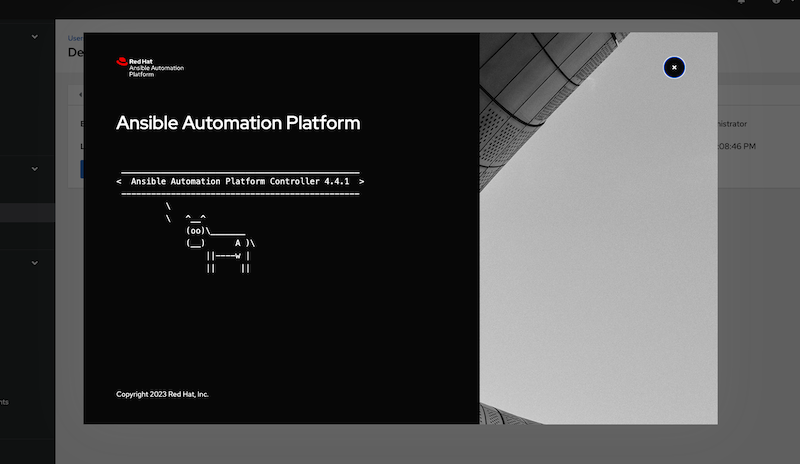 User
De
Red Hat
Ansible Automation
Platform
Ansible Automation Platform
_______________________________________________
<  Ansible Automation Platform Controller 4.4.1  >
-----------------------------------------------
          \
          \   ^__^
              (oo)\_______
              (__)      A )\
                  ||----w |
                  ||     ||
nistrator
:08:46 PM
nts
Copyright 2023 Red Hat, Inc.